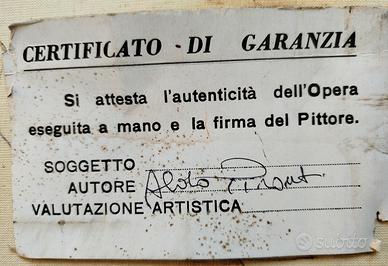 CERTIFICATO DI GARANZIA
Si attesta l'autenticità dell'Opera
eseguita a mano e la firma del Pittore.
SOGGETTO
AUTORE
VALUTAZIONE ARTISTICA
subito